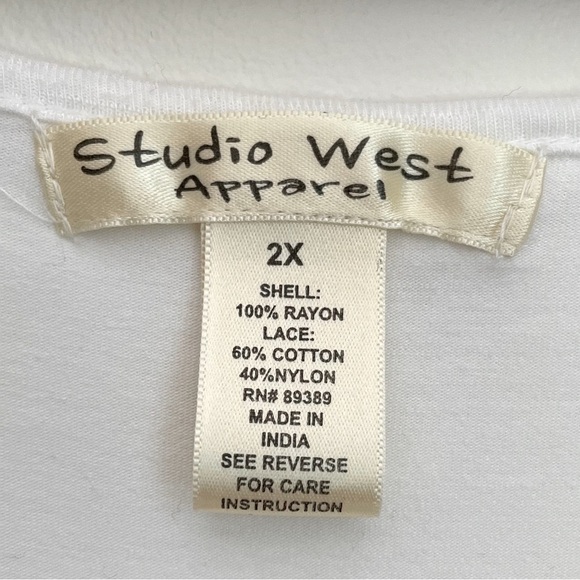 Studio West
Apparel
2X
SHELL:
100% RAYON
LACE:
60% COTTON
40%NYLON
RN# 89389
MADE IN
INDIA
SEE REVERSE
FOR CARE
INSTRUCTION